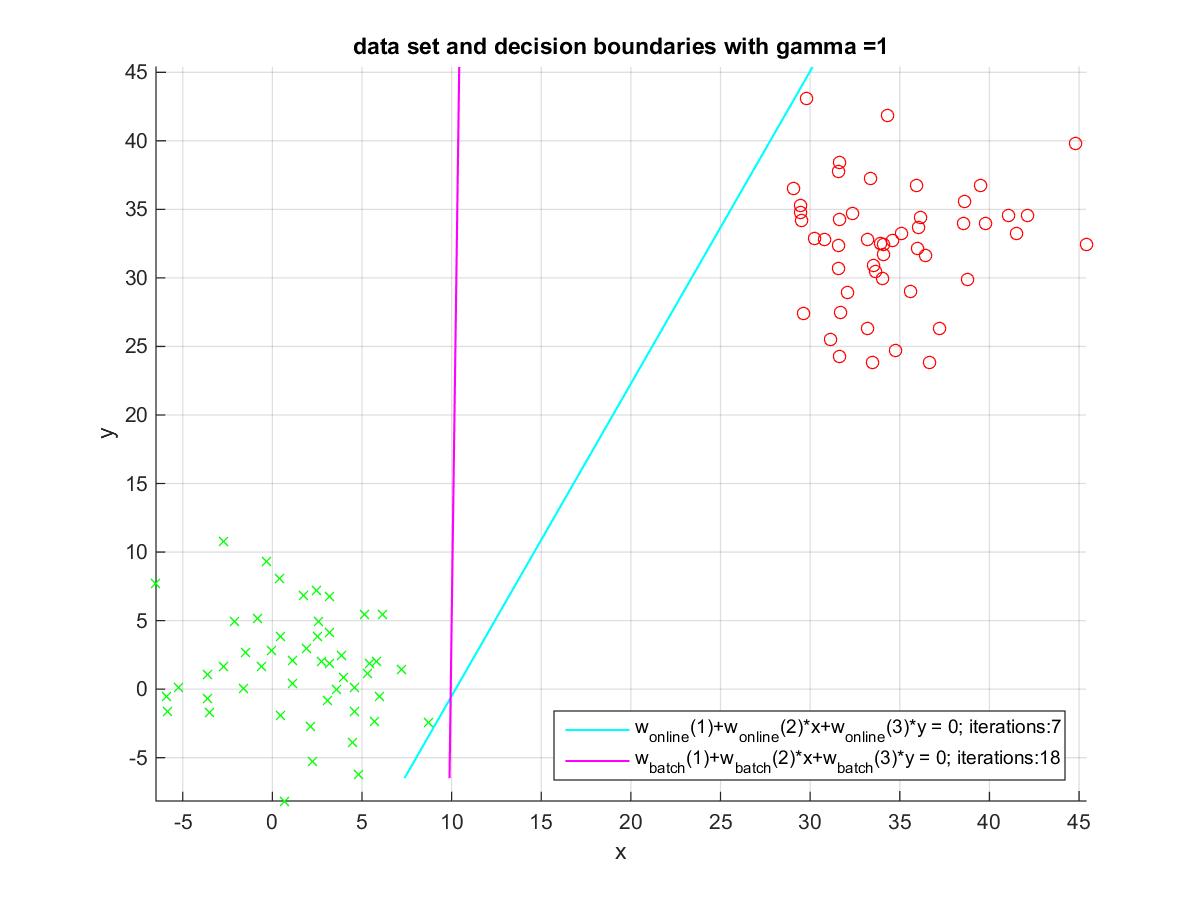 data set and decision boundaries with gamma =1
45
40
35
30
25
20
15
10
5
0
-5
y
w_online(1)+w_online(2)*x+w_online(3)*y = 0; iterations:7
w_batch(1)+w_batch(2)*x+w_batch(3)*y = 0; iterations:18
-5 0 5 10 15 20 25 30 35 40 45
x